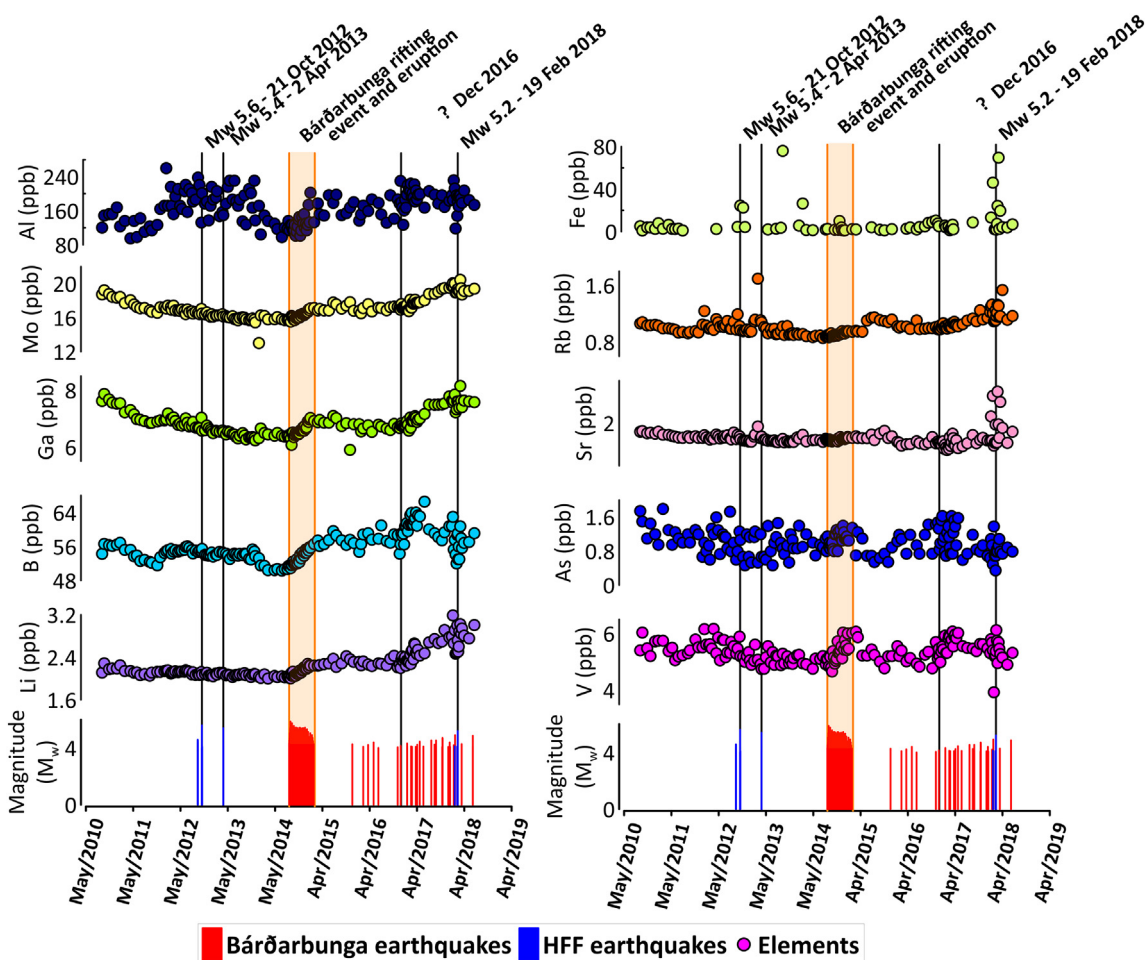 Mw 5.6 - 21 Oct 2012
Mw 5.4 - 2 Apr 2013
Bárðarbunga rifting
event and eruption
? Dec 2016
Mw 5.2 - 19 Feb 2018
Al (ppb)
240
160
80
Mo (ppb)
20
16
12
Ga (ppb)
8
6
B (ppb)
64
56
48
Li (ppb)
3.2
2.4
1.6
Magnitude
(Mw)
4
0
May/2010
May/2011
May/2012
May/2013
May/2014
Apr/2015
Apr/2016
Apr/2017
Apr/2018
Apr/2019
Mw 5.6 - 21 Oct 2012
Mw 5.4 - 2 Apr 2013
Bárðarbunga rifting
event and eruption
? Dec 2016
Mw 5.2 - 19 Feb 2018
Fe (ppb)
80
40
0
Rb (ppb)
1.6
0.8
Sr (ppb)
2
As (ppb)
1.6
0.8
0
V (ppb)
6
4
Magnitude
(Mw)
4
0
May/2010
May/2011
May/2012
May/2013
May/2014
Apr/2015
Apr/2016
Apr/2017
Apr/2018
Apr/2019
Bárðarbunga earthquakes
HFF earthquakes
Elements